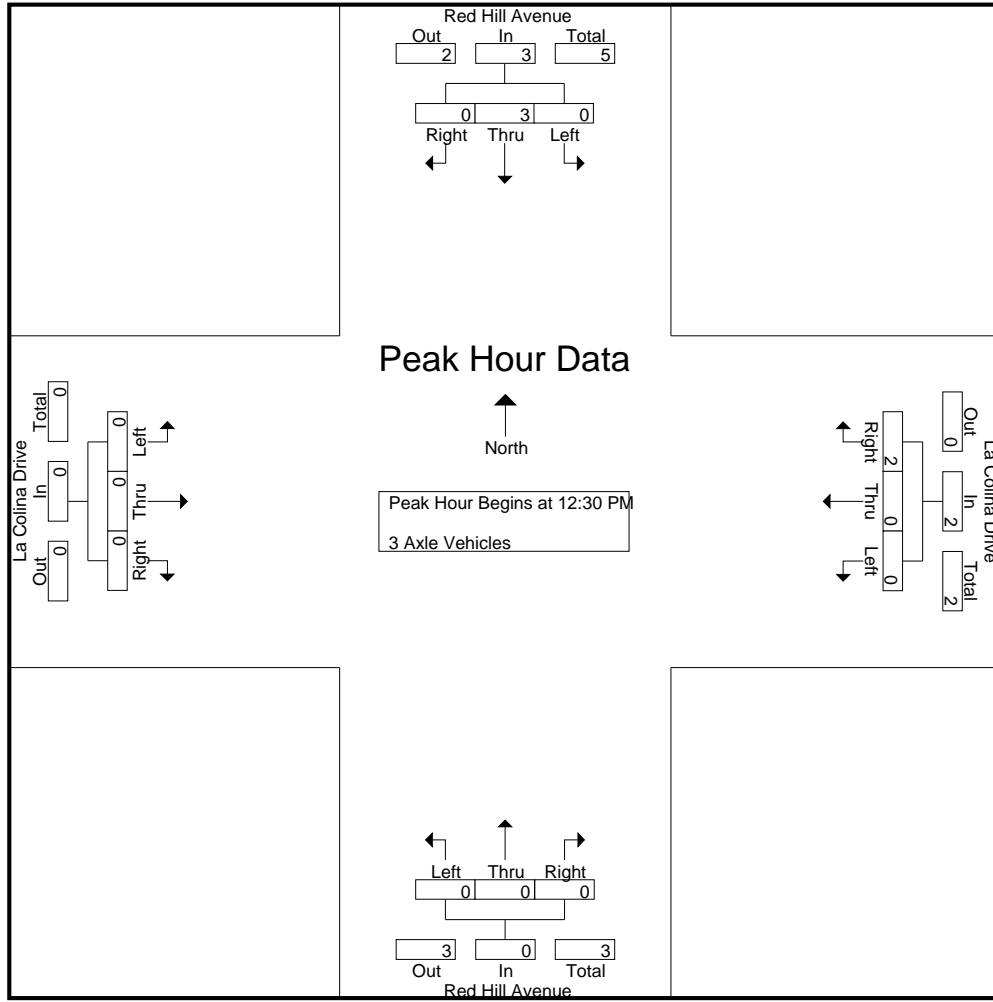 Red Hill Avenue
Out In Total
2 3 5
0 3 0
Right Thru Left
Peak Hour Data
North
Peak Hour Begins at 12:30 PM
3 Axle Vehicles
La Colina Drive
Total In Out
0 0 0
0 0 0
Left Thru Right
La Colina Drive
Out In Total
0 2 2
2 0 0
Right Thru Left
Left Thru Right
0 0 0
3 0 3
Out In Total
Red Hill Avenue